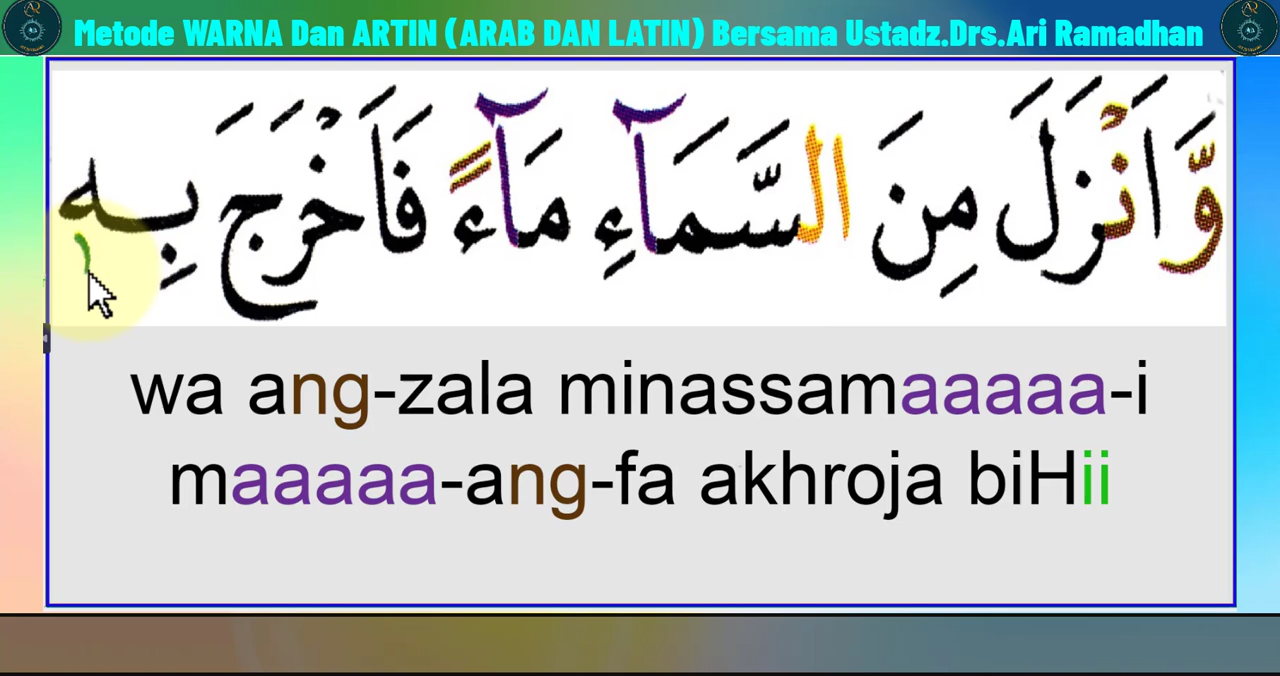 Metode WARNA Dan ARTIN (ARAB DAN LATIN) Bersama Ustadz.Drs.Ari Ramadhan
وَّاَنْزَلَ مِنَ السَّمَآءِ مَآءً فَاَخْرَجَ بِهٖ
wa ang-zala minassamaaaaa-i
maaaaa-ang-fa akhroja biHii